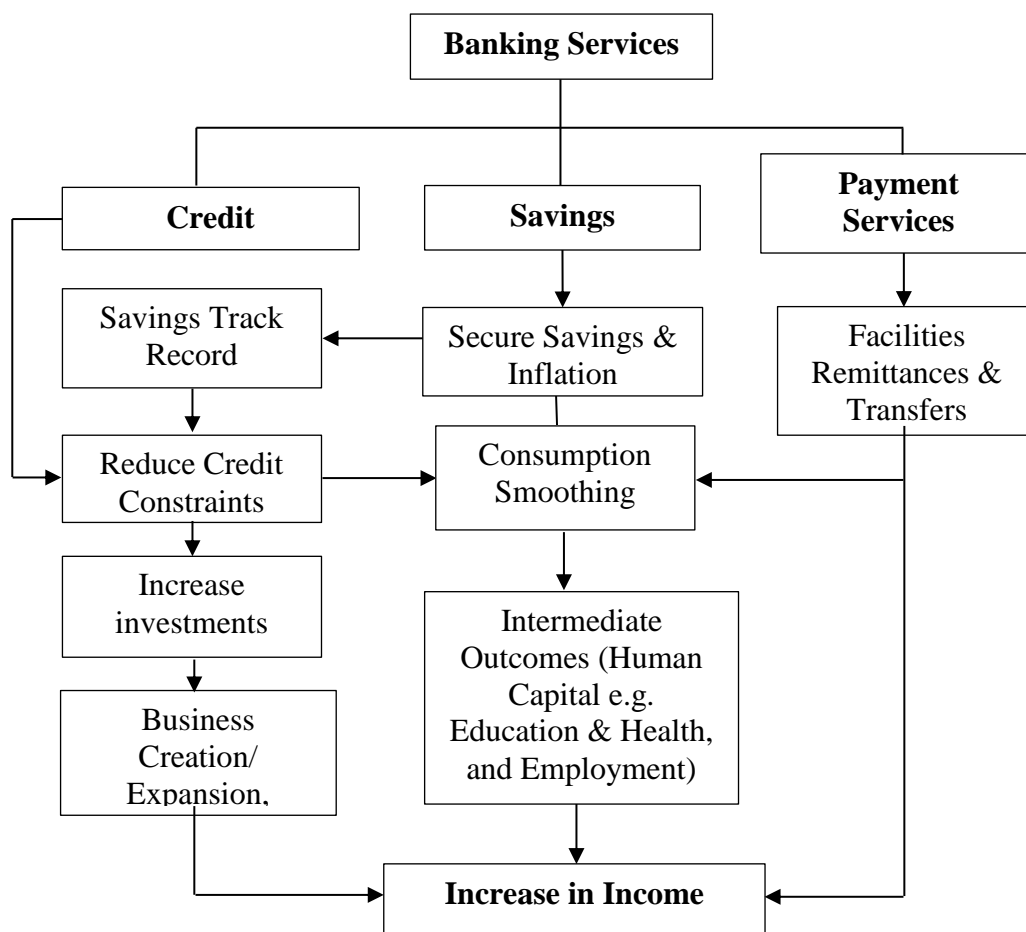 Banking Services
Credit
Savings
Payment
Services
Savings Track
Record
Secure Savings &
Inflation
Facilities
Remittances &
Transfers
Reduce Credit
Constraints
Consumption
Smoothing
Increase
investments
Intermediate
Outcomes (Human
Capital e.g.
Education & Health,
and Employment)
Business
Creation/
Expansion,
Increase in Income